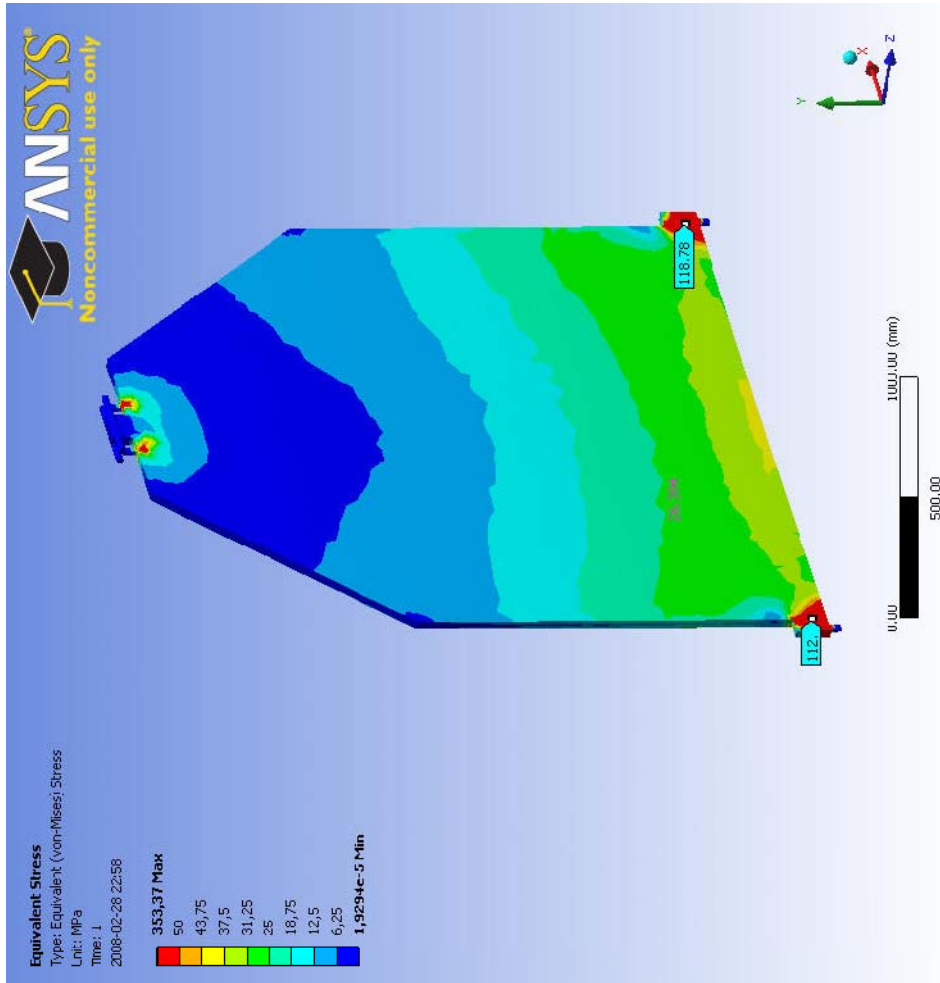 ANSYS
Noncommercial use only
Equivalent Stress
Type: Equivalent (von-Mises) Stress
Unit: MPa
Time: 1
2008-02-28 22:58
353,37 Max
50
43,75
37,5
31,25
25
18,75
12,5
6,25
1,9294e-5 Min
118.78
112.
0.00
500.00
1000.00 (mm)
Y
X
Z